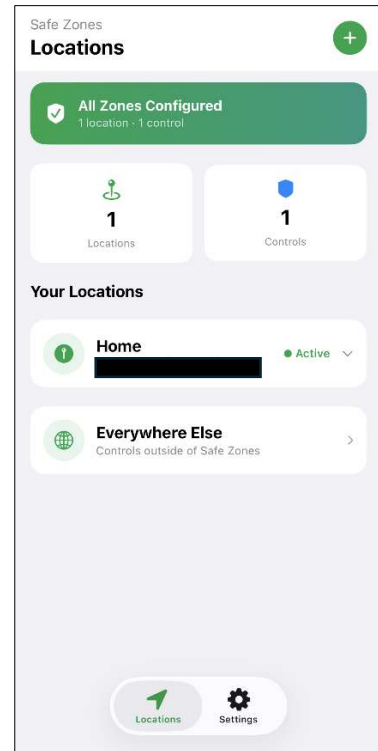 Safe Zones
Locations
All Zones Configured
1 location · 1 control
1
Locations
1
Controls
Your Locations
Home
Active
Everywhere Else
Controls outside of Safe Zones
Locations
Settings